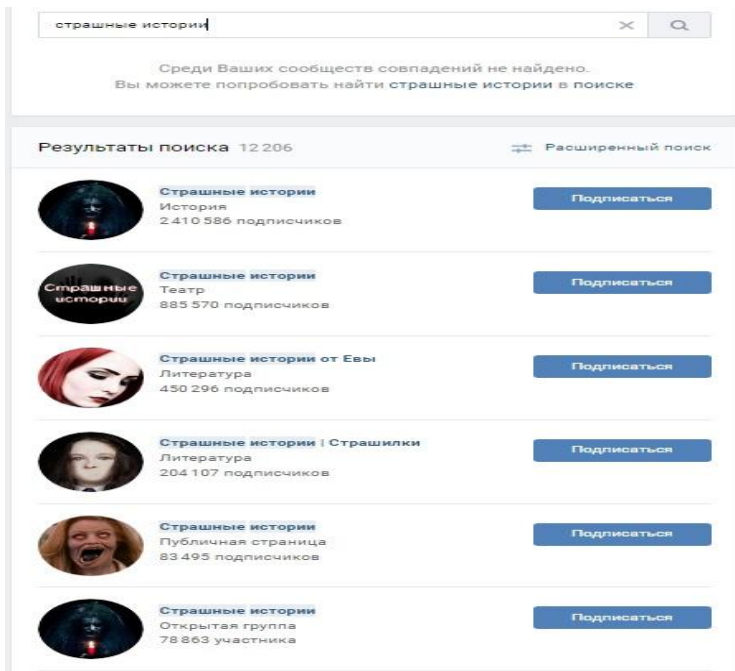 страшные истории
Среди Ваших сообществ совпадений не найдено.
Вы можете попробовать найти страшные истории в поиске
Результаты поиска 12 206
Расширенный поиск
Страшные истории
История
2 410 586 подписчиков
Подписаться
Страшные истории
Страшные истории
Театр
885 570 подписчиков
Подписаться
Страшные истории от Евы
Литература
450 296 подписчиков
Подписаться
Страшные истории | Страшилки
Литература
204 107 подписчиков
Подписаться
Страшные истории
Публичная страница
83 495 подписчиков
Подписаться
Страшные истории
Открытая группа
78 863 участника
Подписаться